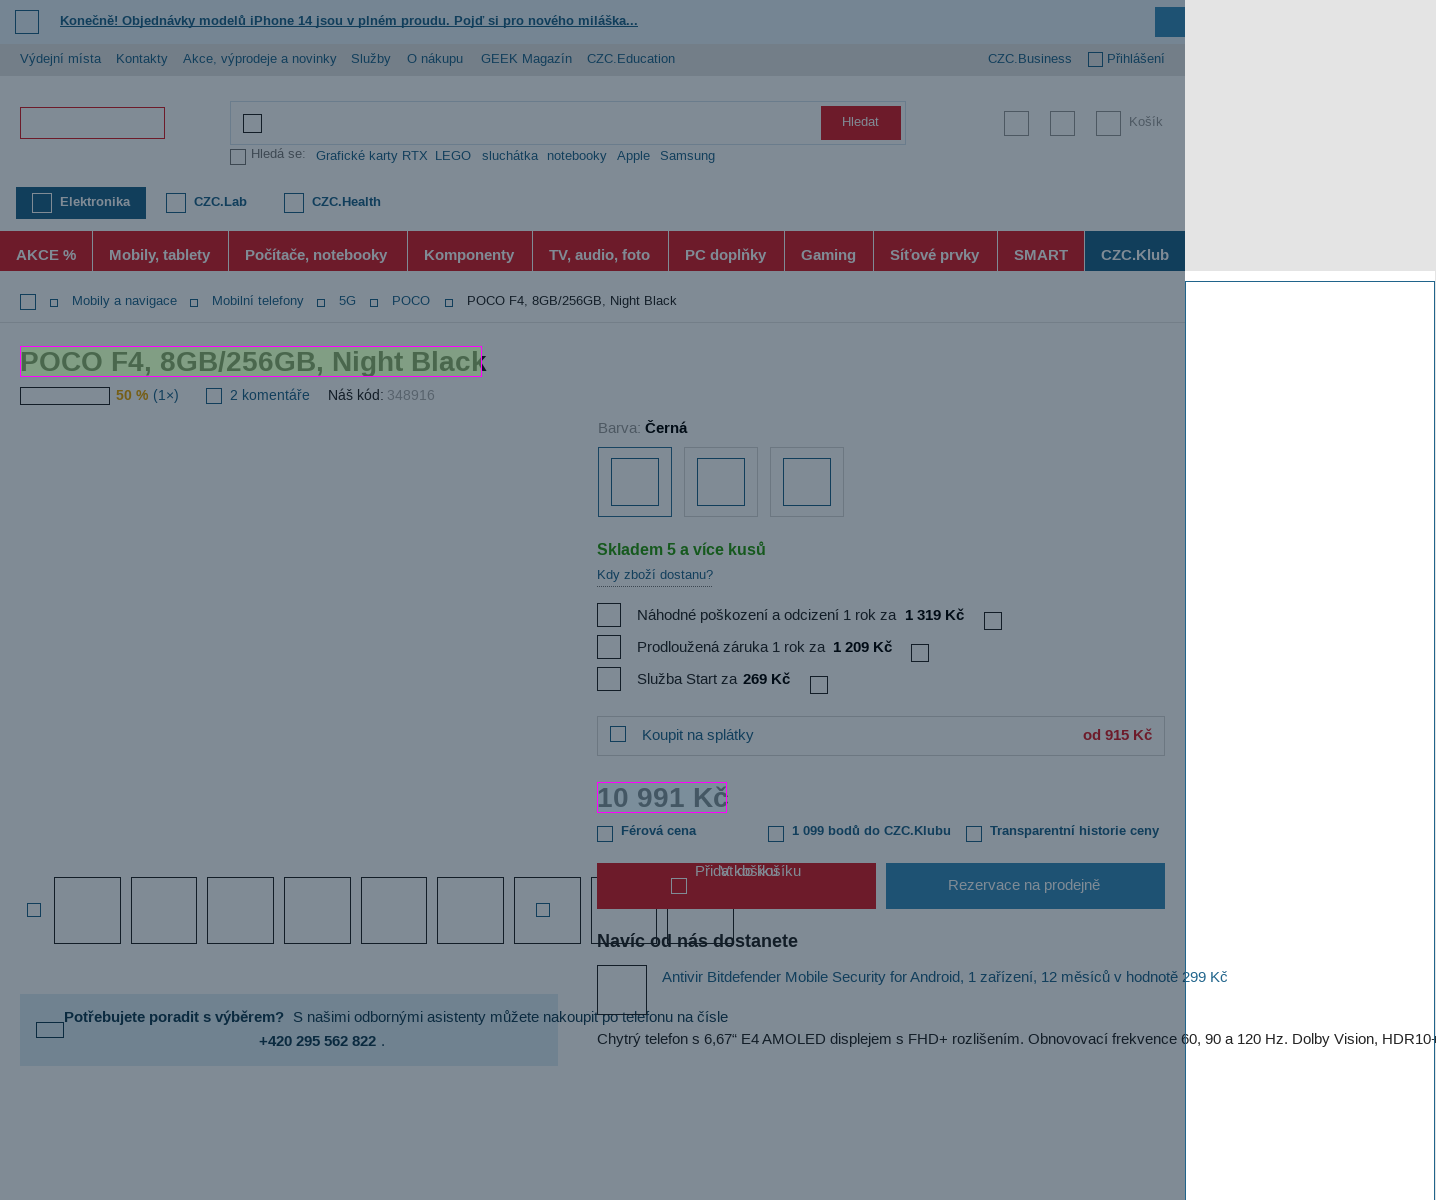 Konečně! Objednávky modelů iPhone 14 jsou v plném proudu. Pojď si pro nového miláška...
Výdejní místa Kontakty Akce, výprodeje a novinky Služby O nákupu GEEK Magazín CZC.Education CZC.Business Přihlášení
Hledat
Košík
Hledá se: Grafické karty RTX LEGO sluchátka notebooky Apple Samsung
Elektronika CZC.Lab CZC.Health
AKCE % Mobily, tablety Počítače, notebooky Komponenty TV, audio, foto PC doplňky Gaming Síťové prvky SMART CZC.Klub
Mobily a navigace Mobilní telefony 5G POCO POCO F4, 8GB/256GB, Night Black
POCO F4, 8GB/256GB, Night Black
50 % (1×) 2 komentáře Náš kód: 348916
Barva: Černá
Skladem 5 a více kusů
Kdy zboží dostanu?
Náhodné poškození a odcizení 1 rok za 1 319 Kč
Prodloužená záruka 1 rok za 1 209 Kč
Služba Start za 269 Kč
Koupit na splátky od 915 Kč
10 991 Kč
Férová cena 1 099 bodů do CZC.Klubu Transparentní historie ceny
Přidat do košíku
V košíku
Rezervace na prodejně
Navíc od nás dostanete
Antivir Bitdefender Mobile Security for Android, 1 zařízení, 12 měsíců v hodnotě 299 Kč
Potřebujete poradit s výběrem? S našimi odbornými asistenty můžete nakoupit po telefonu na čísle
+420 295 562 822 .
Chytrý telefon s 6,67“ E4 AMOLED displejem s FHD+ rozlišením. Obnovovací frekvence 60, 90 a 120 Hz. Dolby Vision, HDR10+